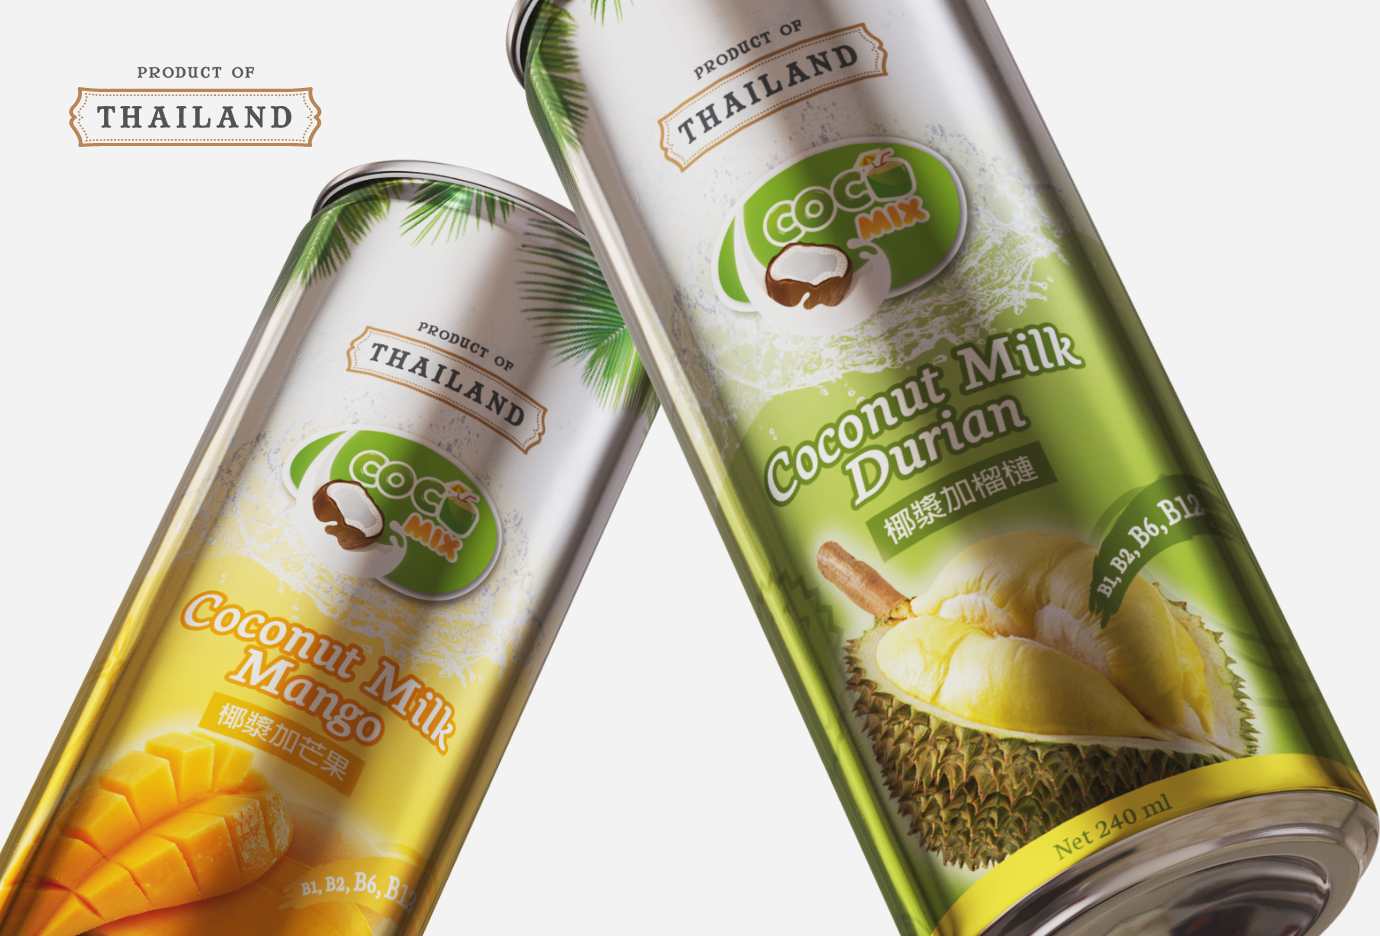 PRODUCT OF
THAILAND
PRODUCT OF
THAILAND
COCO
MIX
Coconut Milk
Mango
椰漿加芒果
B1, B2, B6, B12
PRODUCT OF
THAILAND
COCO
MIX
Coconut Milk
Durian
椰漿加榴槤
B1, B2, B6, B12
Net 240 ml